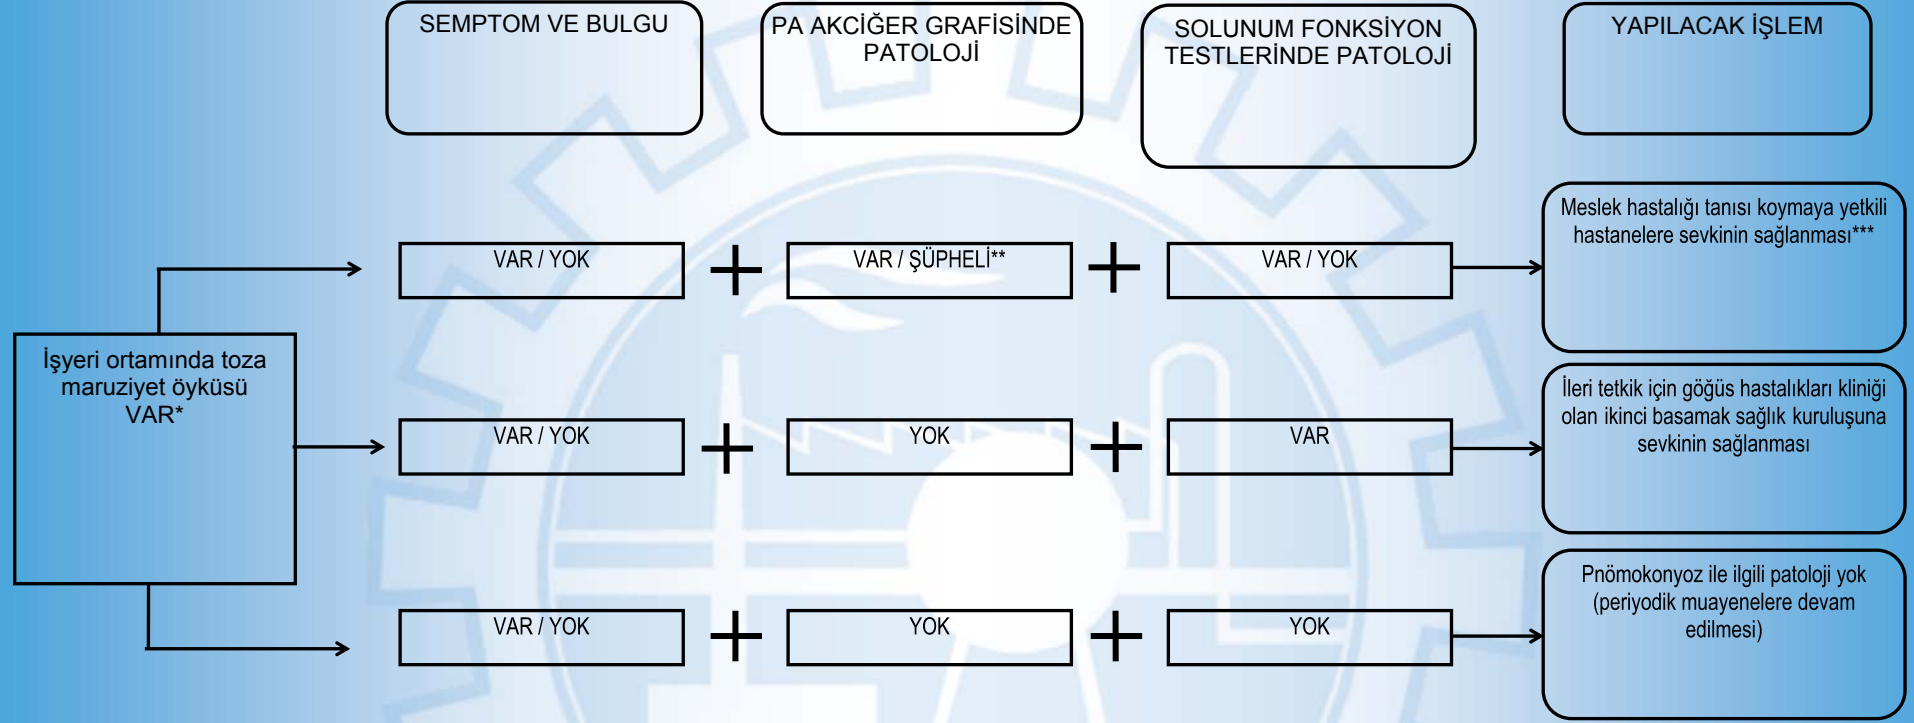 SEMPTOM VE BULGU
PA AKCİĞER GRAFİSİNDE
PATOLOJİ
SOLUNUM FONKSİYON
TESTLERİNDE PATOLOJİ
YAPILACAK İŞLEM
İşyeri ortamında toza
maruziyet öyküsü
VAR*
VAR / YOK
VAR / ŞÜPHELİ**
VAR / YOK
Meslek hastalığı tanısı koymaya yetkili
hastanelere sevkinin sağlanması***
VAR / YOK
YOK
VAR
İleri tetkik için göğüs hastalıkları kliniği
olan ikinci basamak sağlık kuruluşuna
sevkinin sağlanması
VAR / YOK
YOK
YOK
Pnömokonyoz ile ilgili patoloji yok
(periyodik muayenelere devam
edilmesi)